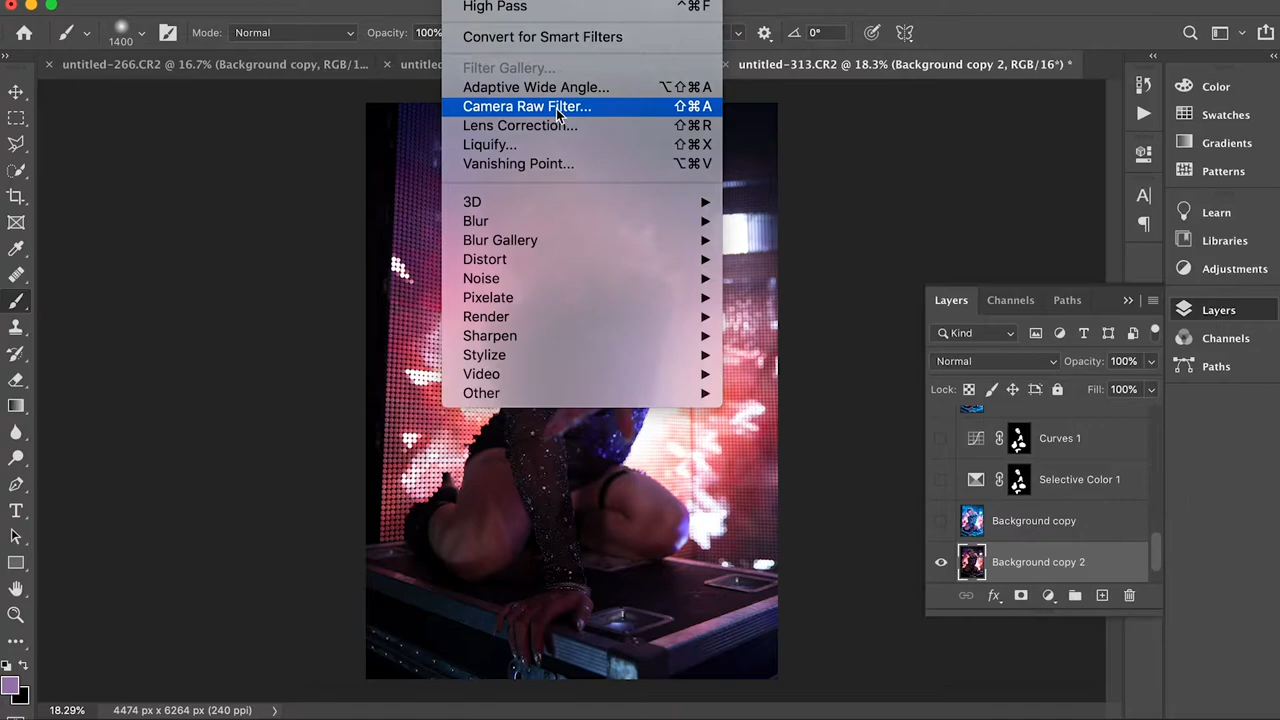 High Pass ^⌘F
1400 Mode: Normal Opacity: 100% 0°
Convert for Smart Filters
untitled-266.CR2 @ 16.7% (Background copy, RGB/1... untitl untitled-313.CR2 @ 18.3% (Background copy 2, RGB/16*) *
Filter Gallery...
Adaptive Wide Angle... ⌥⇧⌘A
Camera Raw Filter... ⇧⌘A
Lens Correction... ⇧⌘R
Liquify... ⇧⌘X
Vanishing Point... ⌥⌘V
3D
Blur
Blur Gallery
Distort
Noise
Pixelate
Render
Sharpen
Stylize
Video
Other
Color
Swatches
Gradients
Patterns
Learn
Libraries
Adjustments
Layers
Channels
Paths
Layers Channels Paths
Kind
Normal Opacity: 100%
Lock: Fill: 100%
Curves 1
Selective Color 1
Background copy
Background copy 2
18.29% 4474 px x 6264 px (240 ppi)